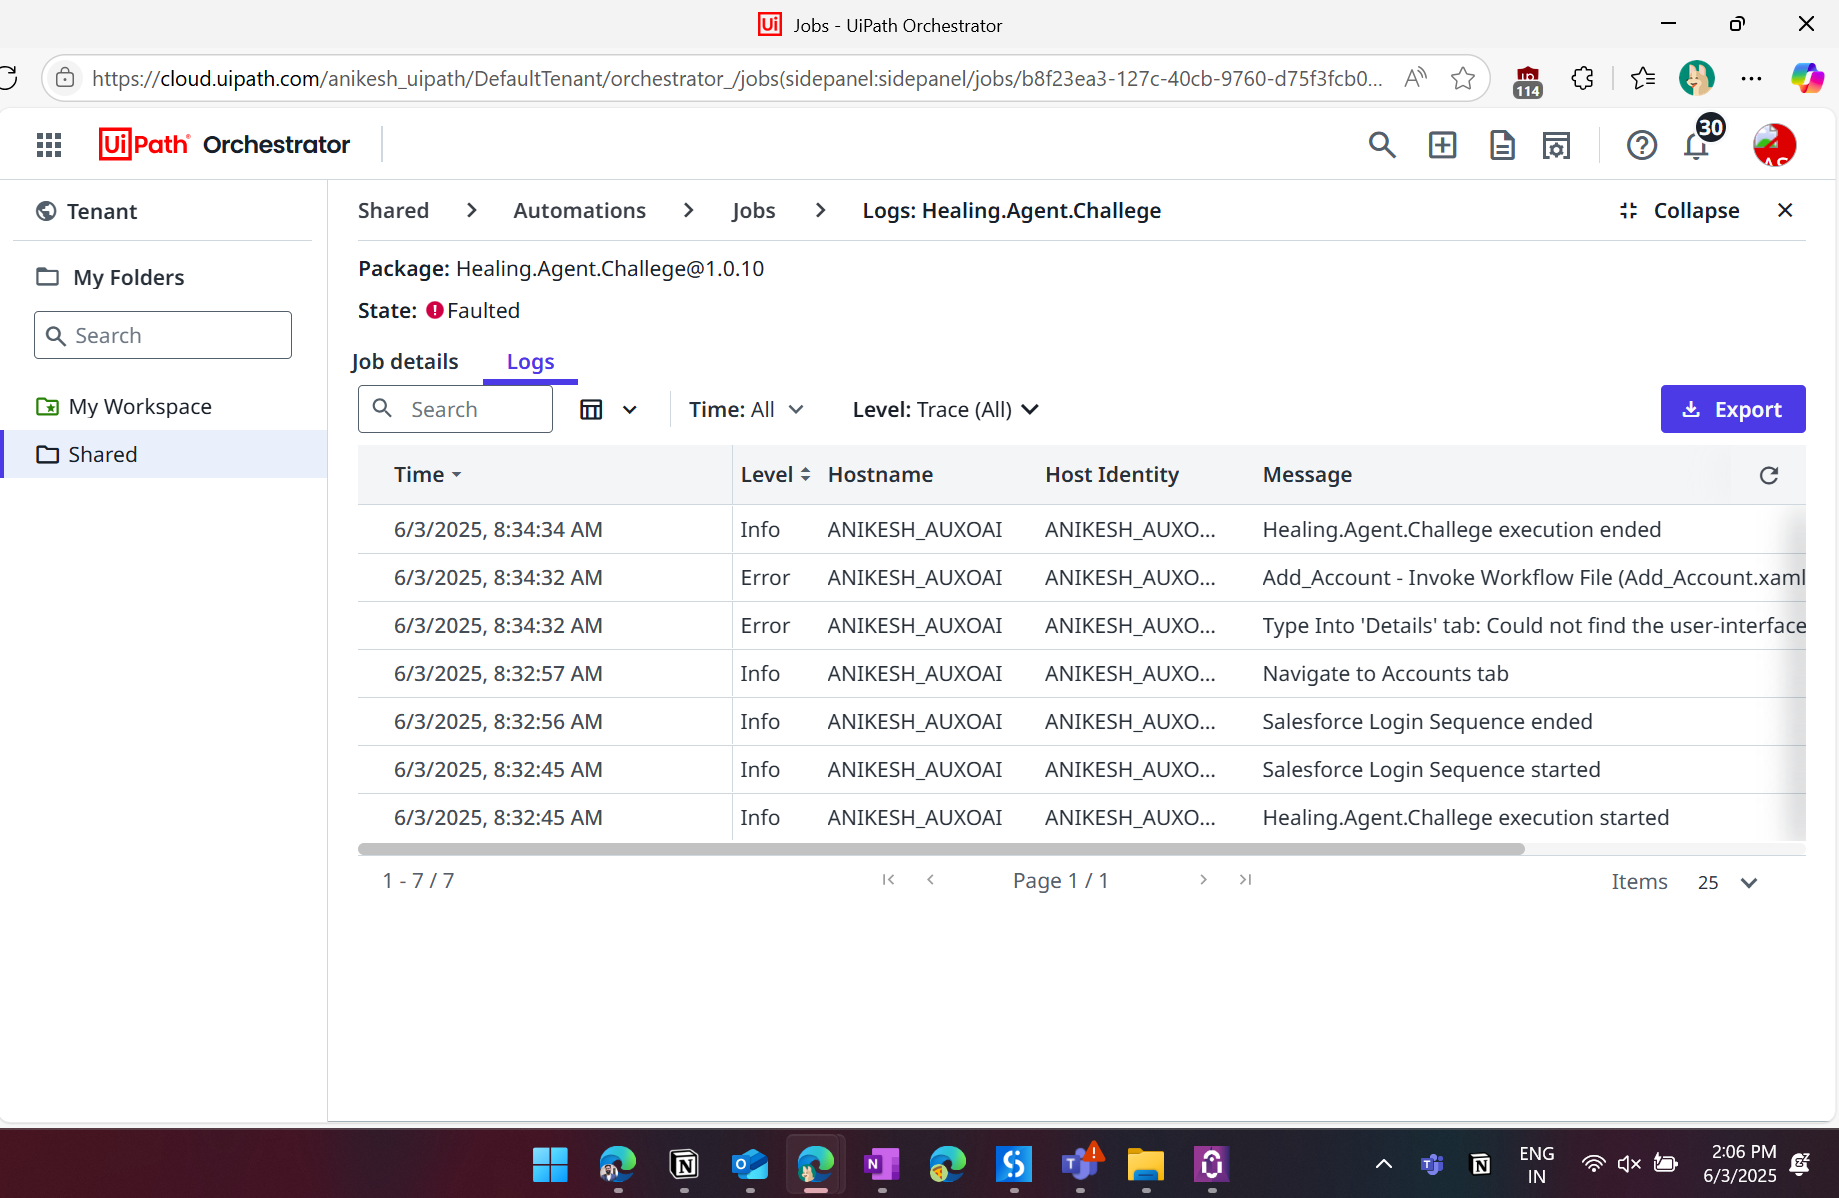 Jobs - UiPath Orchestrator
https://cloud.uipath.com/anikesh_uipath/DefaultTenant/orchestrator_/jobs(sidepanel:sidepanel/jobs/b8f23ea3-127c-40cb-9760-d75f3fcb0...
114
UiPath Orchestrator
30
Tenant
My Folders
Search
My Workspace
Shared
Shared > Automations > Jobs > Logs: Healing.Agent.Challege
Collapse
Package: Healing.Agent.Challege@1.0.10
State: Faulted
Job details Logs
Search Time: All Level: Trace (All) Export
Time Level Hostname Host Identity Message
6/3/2025, 8:34:34 AM Info ANIKESH_AUXOAI ANIKESH_AUXO... Healing.Agent.Challege execution ended
6/3/2025, 8:34:32 AM Error ANIKESH_AUXOAI ANIKESH_AUXO... Add_Account - Invoke Workflow File (Add_Account.xaml
6/3/2025, 8:34:32 AM Error ANIKESH_AUXOAI ANIKESH_AUXO... Type Into 'Details' tab: Could not find the user-interface
6/3/2025, 8:32:57 AM Info ANIKESH_AUXOAI ANIKESH_AUXO... Navigate to Accounts tab
6/3/2025, 8:32:56 AM Info ANIKESH_AUXOAI ANIKESH_AUXO... Salesforce Login Sequence ended
6/3/2025, 8:32:45 AM Info ANIKESH_AUXOAI ANIKESH_AUXO... Salesforce Login Sequence started
6/3/2025, 8:32:45 AM Info ANIKESH_AUXOAI ANIKESH_AUXO... Healing.Agent.Challege execution started
1 - 7 / 7 Page 1 / 1 Items 25
ENG
IN
2:06 PM
6/3/2025